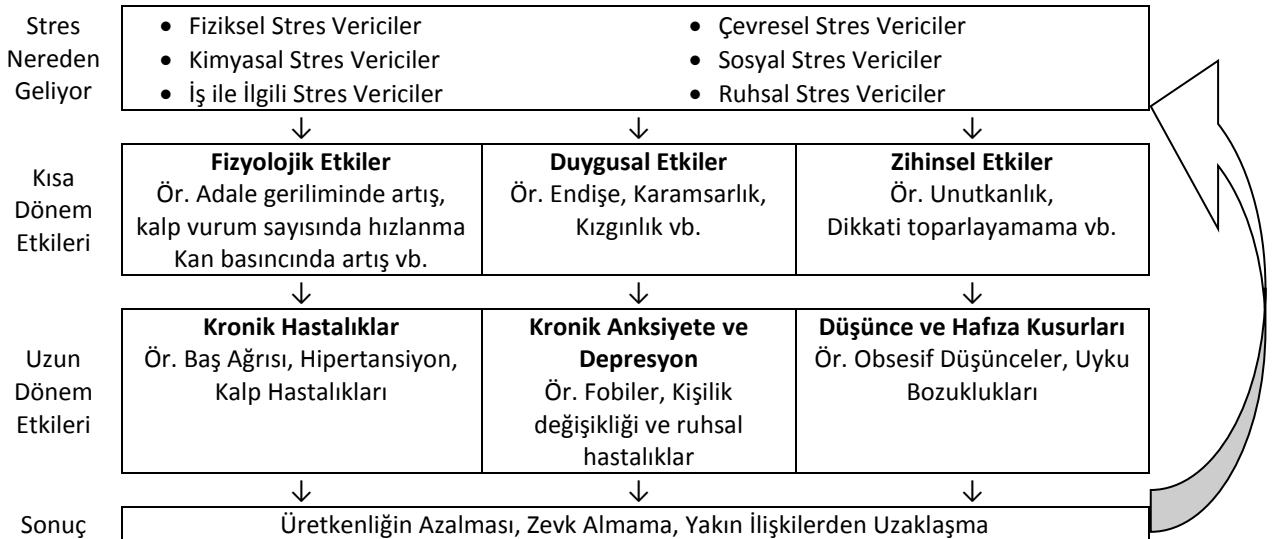 Stres
Nereden
Geliyor
• Fiziksel Stres Vericiler
• Kimyasal Stres Vericiler
• İş ile İlgili Stres Vericiler
• Çevresel Stres Vericiler
• Sosyal Stres Vericiler
• Ruhsal Stres Vericiler
↓ ↓ ↓
Kısa
Dönem
Etkileri
Fizyolojik Etkiler
Ör. Adale geriliminde artış,
kalp vurum sayısında hızlanma
Kan basıncında artış vb.
Duygusal Etkiler
Ör. Endişe, Karamsarlık,
Kızgınlık vb.
Zihinsel Etkiler
Ör. Unutkanlık,
Dikkati toparlayamama vb.
↓ ↓ ↓
Uzun
Dönem
Etkileri
Kronik Hastalıklar
Ör. Baş Ağrısı, Hipertansiyon,
Kalp Hastalıkları
Kronik Anksiyete ve
Depresyon
Ör. Fobiler, Kişilik
değişikliği ve ruhsal
hastalıklar
Düşünce ve Hafıza Kusurları
Ör. Obsesif Düşünceler, Uyku
Bozuklukları
↓ ↓ ↓
Sonuç
Üretkenliğin Azalması, Zevk Almama, Yakın İlişkilerden Uzaklaşma